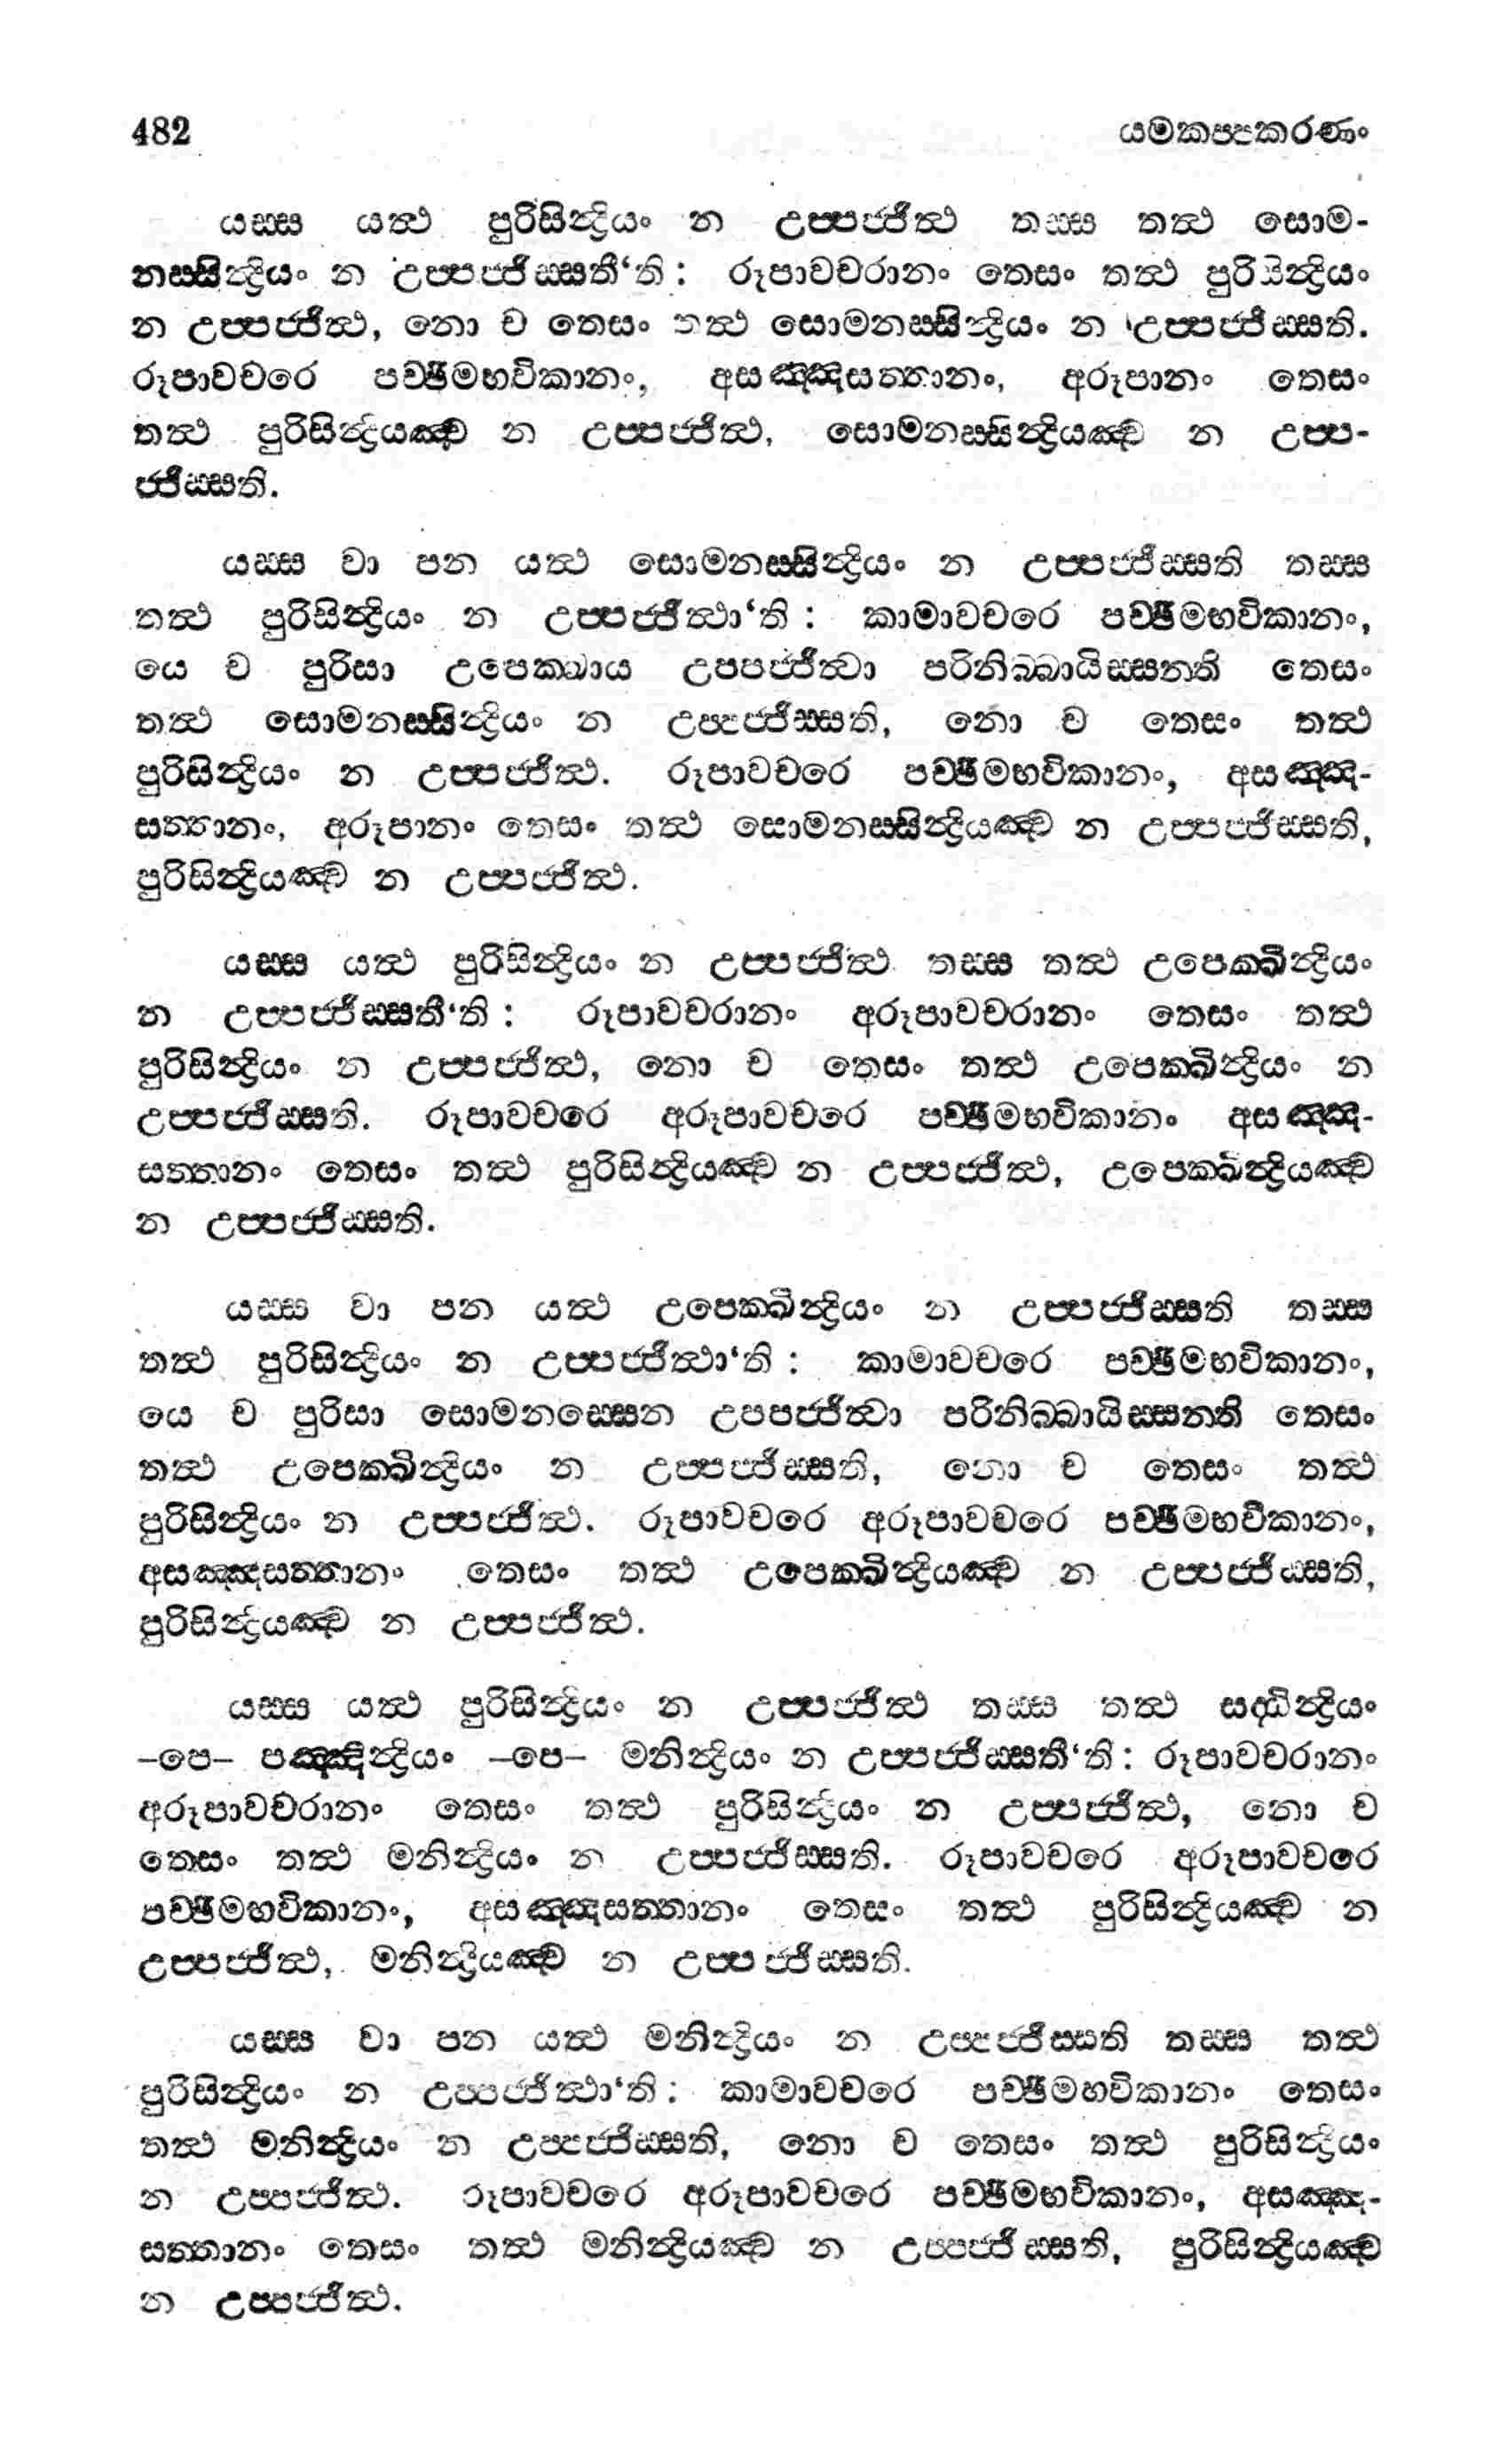 482 යමකප්පකරණං
යස්ස යත්ථ පුරිසින්ද්‍රියං න උප්පජ්ජිත්ථ තස්ස තත්ථ සොම-
නස්සින්ද්‍රියං න උප්පජ්ජිස්සතී‘ති : රූපාවචරානං තෙසං තත්ථ පුරිසින්ද්‍රියං
න උප්පජ්ජිත්ථ, නො ච තෙසං තත්ථ සොමනස්සින්ද්‍රියං න උප්පජ්ජිස්සති.
රූපාවචරෙ පච්ඡිමභවිකානං, අසඤ්ඤසත්තානං, අරූපානං තෙසං
තත්ථ පුරිසින්ද්‍රියඤ්ච න උප්පජ්ජිත්ථ, සොමනස්සින්ද්‍රියඤ්ච න උප්ප-
ජ්ජිස්සති.
යස්ස වා පන යත්ථ සොමනස්සින්ද්‍රියං න උප්පජ්ජිස්සති තස්ස
තත්ථ පුරිසින්ද්‍රියං න උප්පජ්ජිත්ථා‘ති : කාමාවචරෙ පච්ඡිමභවිකානං,
යෙ ච පුරිසා උපෙක්ඛාය උපපජ්ජිත්වා පරිනිබ්බායිස්සන්ති තෙසං
තත්ථ සොමනස්සින්ද්‍රියං න උප්පජ්ජිස්සති, නො ච තෙසං තත්ථ
පුරිසින්ද්‍රියං න උප්පජ්ජිත්ථ. රූපාවචරෙ පච්ඡිමභවිකානං, අසඤ්ඤ-
සත්තානං, අරූපානං තෙසං තත්ථ සොමනස්සින්ද්‍රියඤ්ච න උප්පජ්ජිස්සති,
පුරිසින්ද්‍රියඤ්ච න උප්පජ්ජිත්ථ.
යස්ස යත්ථ පුරිසින්ද්‍රියං න උප්පජ්ජිත්ථ තස්ස තත්ථ උපෙක්ඛින්ද්‍රියං
න උප්පජ්ජිස්සතී‘ති : රූපාවචරානං අරූපාවචරානං තෙසං තත්ථ
පුරිසින්ද්‍රියං න උප්පජ්ජිත්ථ, නො ච තෙසං තත්ථ උපෙක්ඛින්ද්‍රියං න
උප්පජ්ජිස්සති. රූපාවචරෙ අරූපාවචරෙ පච්ඡිමභවිකානං අසඤ්ඤ-
සත්තානං තෙසං තත්ථ පුරිසින්ද්‍රියඤ්ච න උප්පජ්ජිත්ථ, උපෙක්ඛින්ද්‍රියඤ්ච
න උප්පජ්ජිස්සති.
යස්ස වා පන යත්ථ උපෙක්ඛින්ද්‍රියං න උප්පජ්ජිස්සති තස්ස
තත්ථ පුරිසින්ද්‍රියං න උප්පජ්ජිත්ථා‘ති : කාමාවචරෙ පච්ඡිමභවිකානං,
යෙ ච පුරිසා සොමනස්සෙන උපපජ්ජිත්වා පරිනිබ්බායිස්සන්ති තෙසං
තත්ථ උපෙක්ඛින්ද්‍රියං න උප්පජ්ජිස්සති, නො ච තෙසං තත්ථ
පුරිසින්ද්‍රියං න උප්පජ්ජිත්ථ. රූපාවචරෙ අරූපාවචරෙ පච්ඡිමභවිකානං,
අසඤ්ඤසත්තානං තෙසං තත්ථ උපෙක්ඛින්ද්‍රියඤ්ච න උප්පජ්ජිස්සති,
පුරිසින්ද්‍රියඤ්ච න උප්පජ්ජිත්ථ.
යස්ස යත්ථ පුරිසින්ද්‍රියං න උප්පජ්ජිත්ථ තස්ස තත්ථ සද්ධින්ද්‍රියං
–පෙ– පඤ්ඤින්ද්‍රියං –පෙ– මනින්ද්‍රියං න උප්පජ්ජිස්සතී‘ති : රූපාවචරානං
අරූපාවචරානං තෙසං තත්ථ පුරිසින්ද්‍රියං න උප්පජ්ජිත්ථ, නො ච
තෙසං තත්ථ මනින්ද්‍රියං න උප්පජ්ජිස්සති. රූපාවචරෙ අරූපාවචරෙ
පච්ඡිමභවිකානං, අසඤ්ඤසත්තානං තෙසං තත්ථ පුරිසින්ද්‍රියඤ්ච න
උප්පජ්ජිත්ථ, මනින්ද්‍රියඤ්ච න උප්පජ්ජිස්සති.
යස්ස වා පන යත්ථ මනින්ද්‍රියං න උප්පජ්ජිස්සති තස්ස තත්ථ
පුරිසින්ද්‍රියං න උප්පජ්ජිත්ථා‘ති : කාමාවචරෙ පච්ඡිමභවිකානං තෙසං
තත්ථ මනින්ද්‍රියං න උප්පජ්ජිස්සති, නො ච තෙසං තත්ථ පුරිසින්ද්‍රියං
න උප්පජ්ජිත්ථ. රූපාවචරෙ අරූපාවචරෙ පච්ඡිමභවිකානං, අසඤ්ඤ-
සත්තානං තෙසං තත්ථ මනින්ද්‍රියඤ්ච න උප්පජ්ජිස්සති, පුරිසින්ද්‍රියඤ්ච
න උප්පජ්ජිත්ථ.